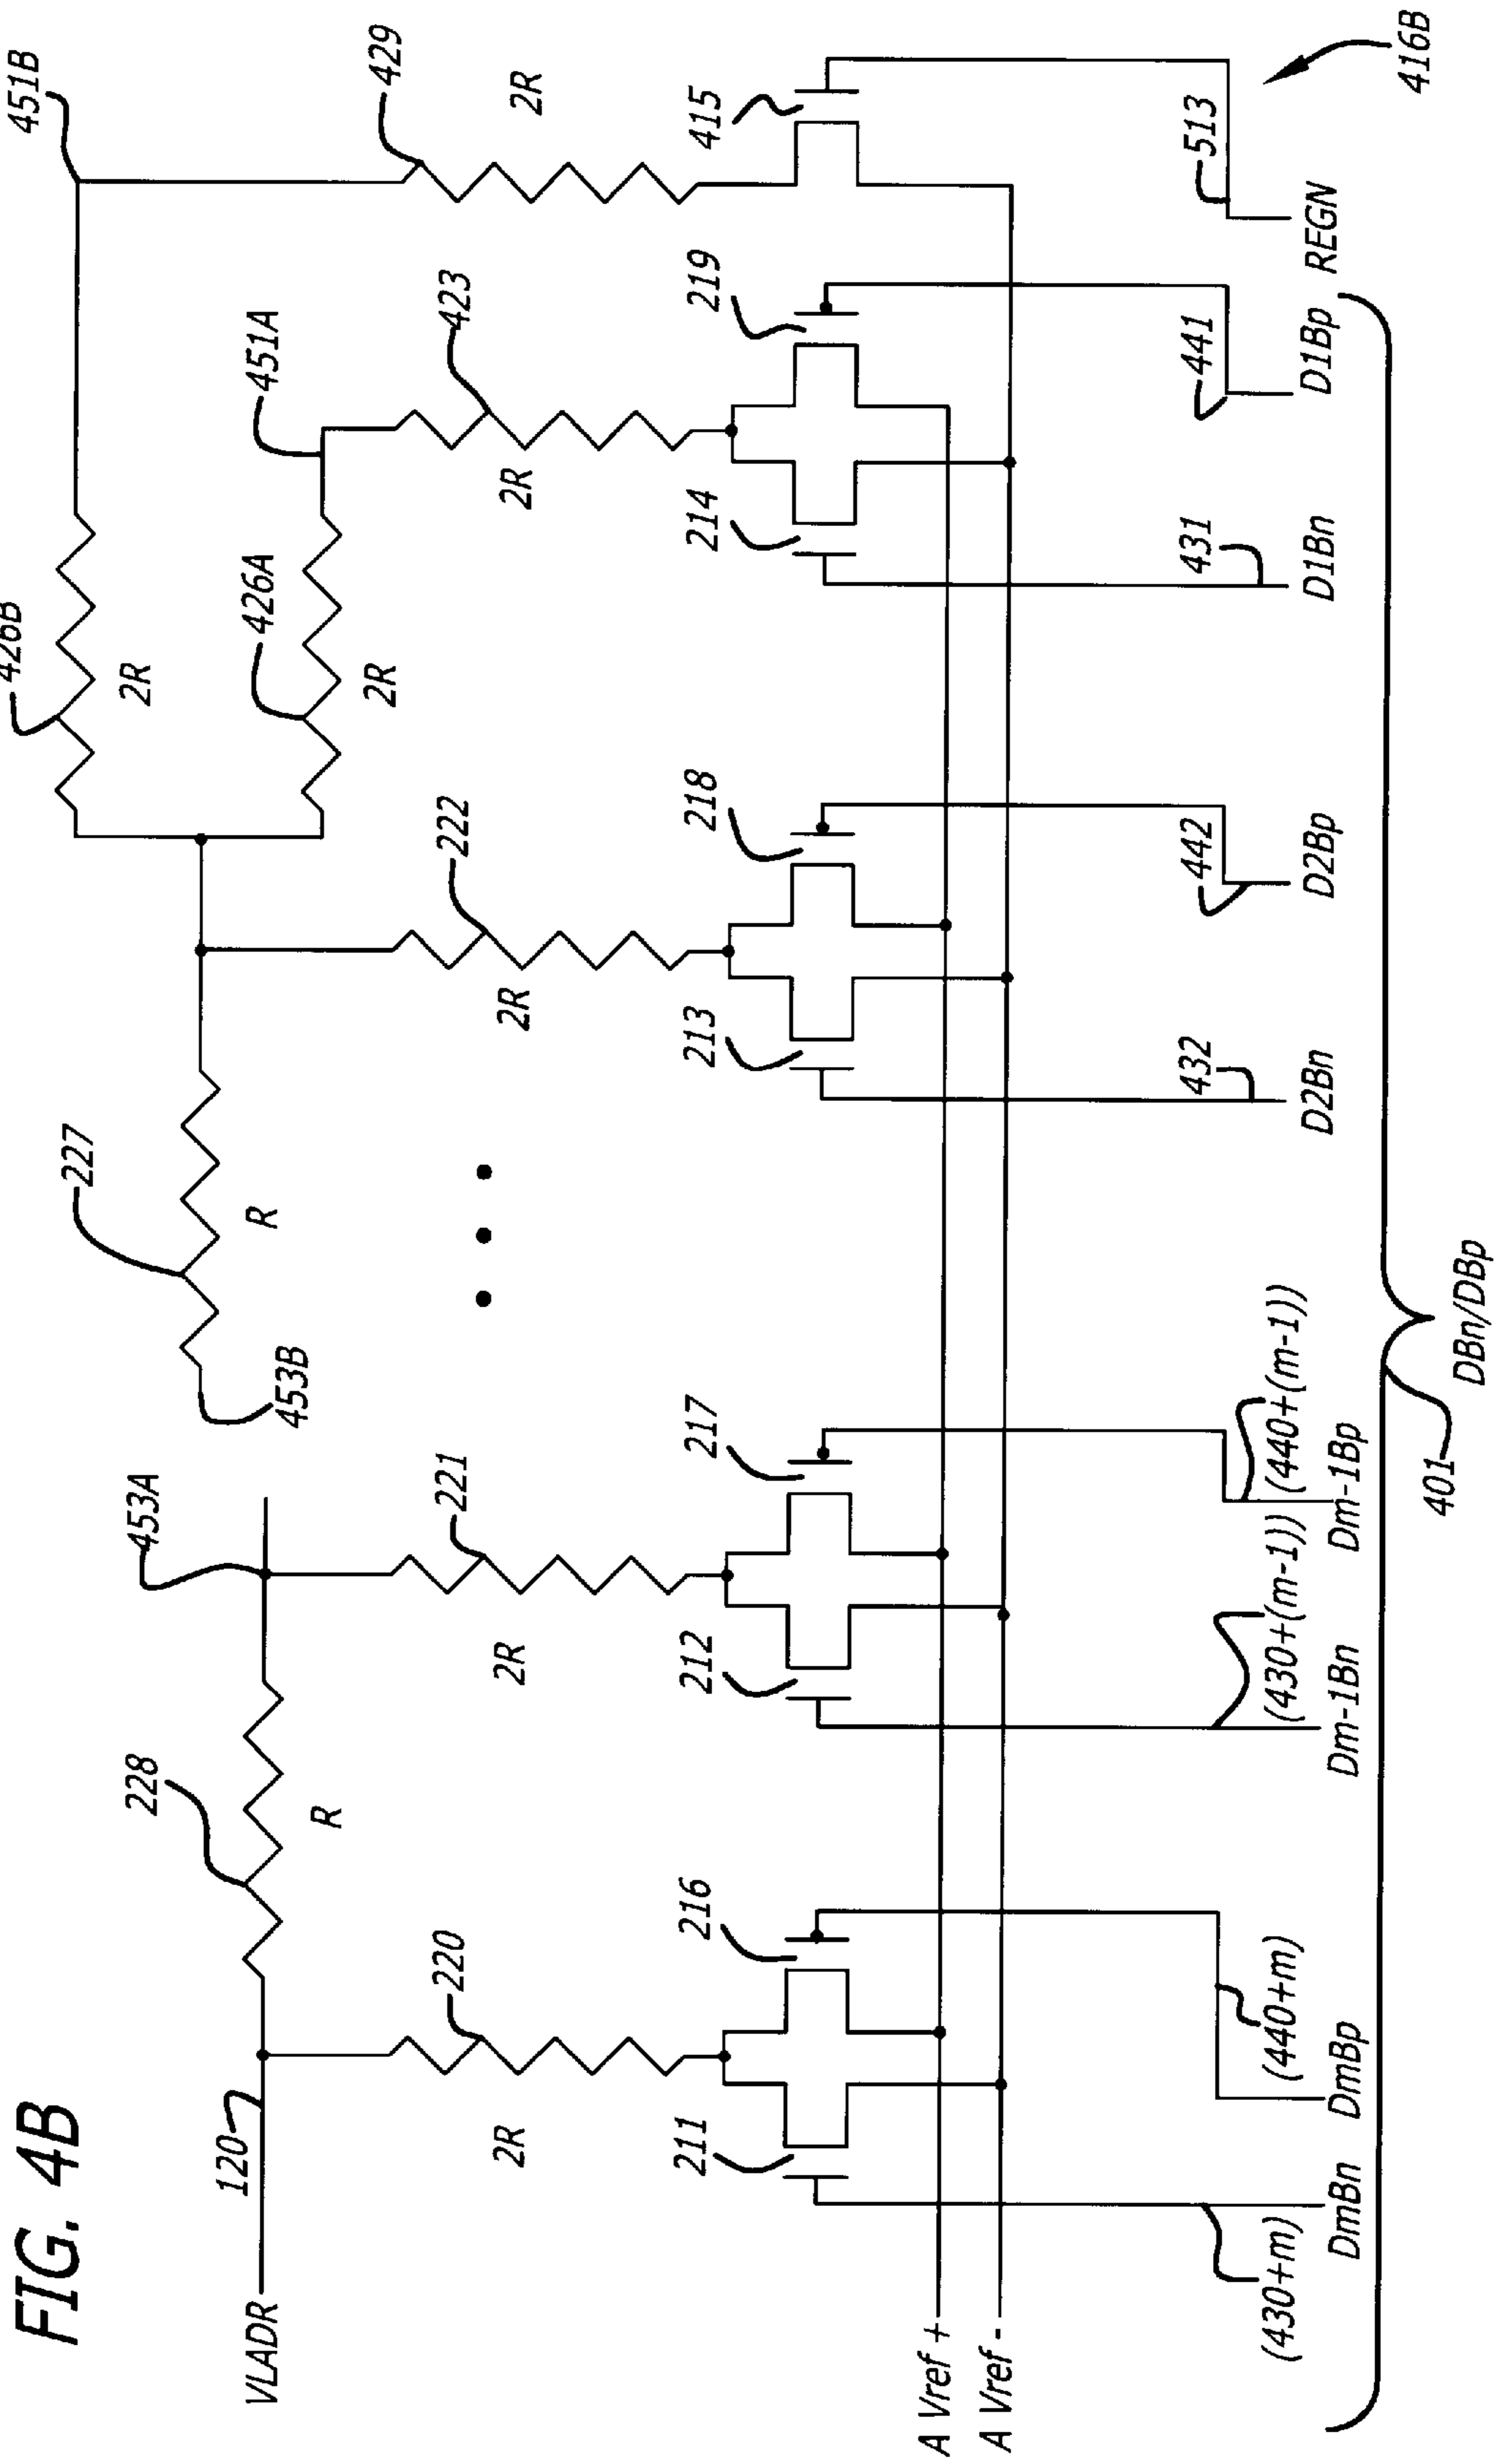 FIG. 4B
426B
451B
2R
429
2R
227
R
453B
426A
2R
451A
423
2R
453A
228
R
120
VLADR
222
2R
221
2R
220
2R
415
219
214
218
213
217
212
216
211
A Vref +
A Vref -
513
441
431
442
432
(440+(m-1))
(430+(m-1))
(440+m)
(430+m)
DmBn
DmBp
Dm-1Bn
Dm-1Bp
D2Bn
D2Bp
D1Bn
D1Bp
REGN
416B
401
DBn/DBp